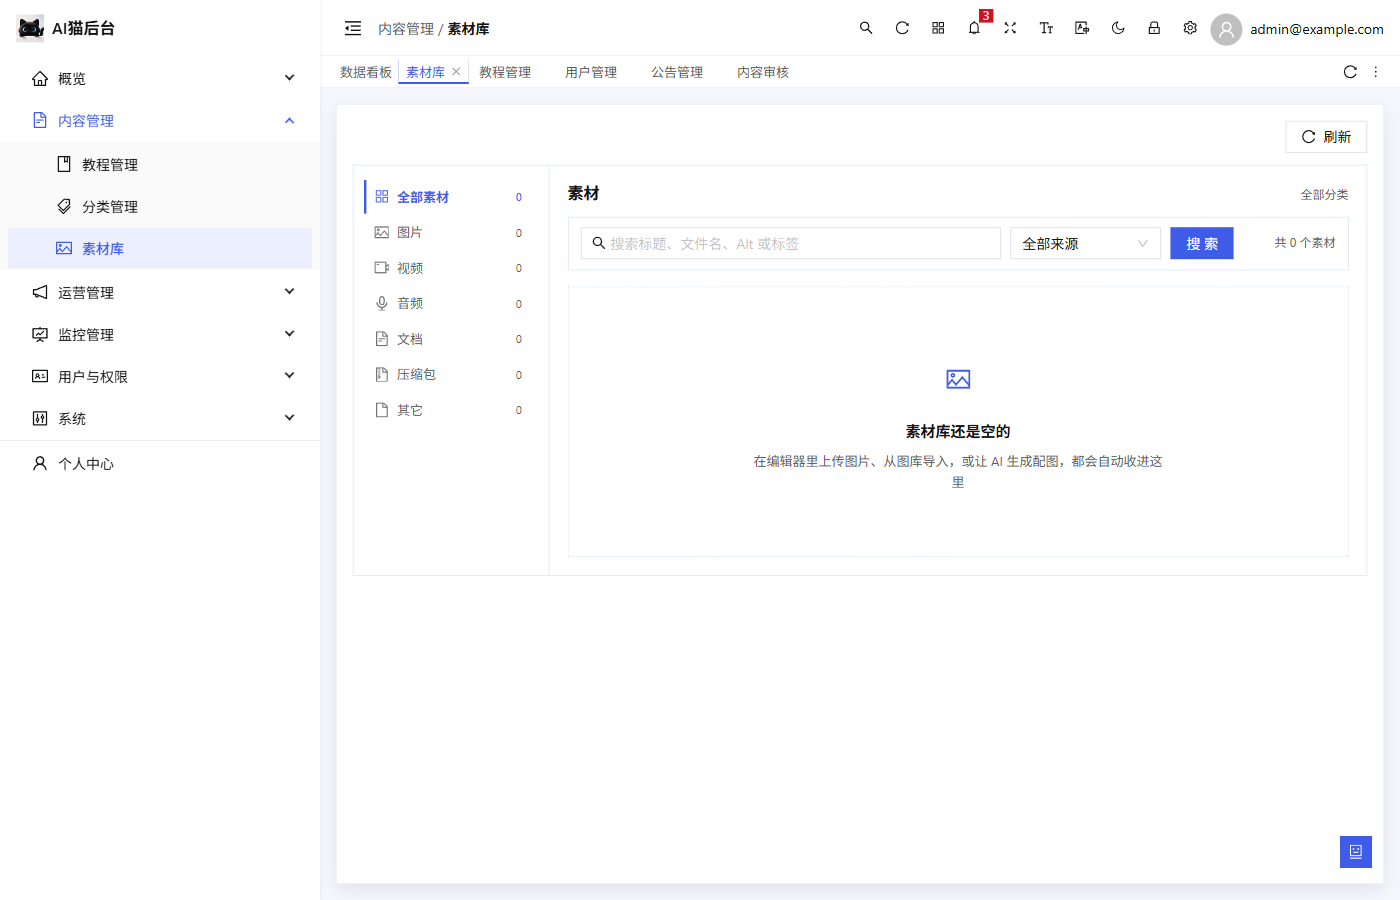 AI猫后台
内容管理 / 素材库
3
admin@example.com
数据看板
素材库
教程管理
用户管理
公告管理
内容审核
概览
内容管理
教程管理
分类管理
素材库
运营管理
监控管理
用户与权限
系统
个人中心
刷新
全部素材 0
图片 0
视频 0
音频 0
文档 0
压缩包 0
其它 0
素材
全部分类
搜索标题、文件名、Alt 或标签
全部来源
搜 索
共 0 个素材
素材库还是空的
在编辑器里上传图片、从图库导入，或让 AI 生成配图，都会自动收进这
里